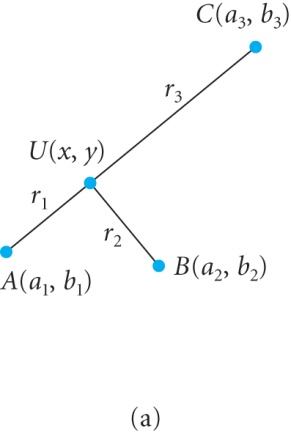 C(a₃, b₃)
r₃
U(x, y)
r₁
r₂
B(a₂, b₂)
A(a₁, b₁)
(a)